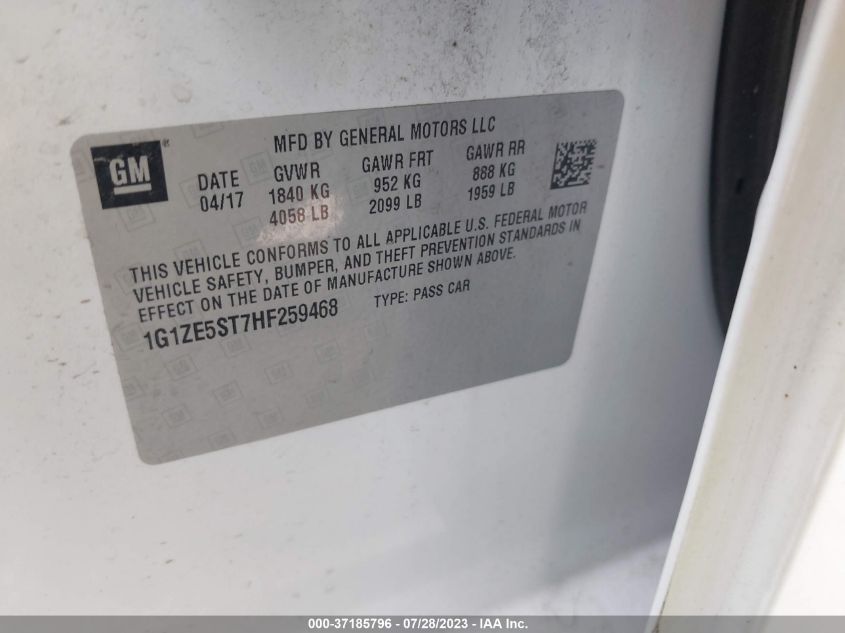 MFD BY GENERAL MOTORS LLC
GM®
DATE GVWR GAWR FRT GAWR RR
04/17 1840 KG 952 KG 888 KG
4058 LB 2099 LB 1959 LB
THIS VEHICLE CONFORMS TO ALL APPLICABLE U.S. FEDERAL MOTOR
VEHICLE SAFETY, BUMPER, AND THEFT PREVENTION STANDARDS IN
EFFECT ON THE DATE OF MANUFACTURE SHOWN ABOVE.
1G1ZE5ST7HF259468 TYPE: PASS CAR
000-37185796 - 07/28/2023 - IAA Inc.